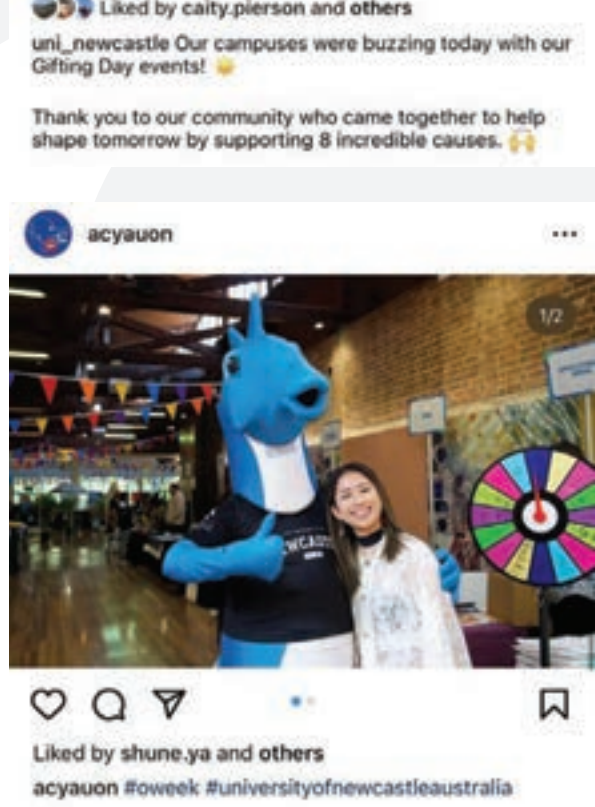 Liked by caity.pierson and others
uni_newcastle Our campuses were buzzing today with our
Gifting Day events!
Thank you to our community who came together to help
shape tomorrow by supporting 8 incredible causes.
acyauon
1/2
Liked by shune.ya and others
acyauon #oweek #universityofnewcastleaustralia